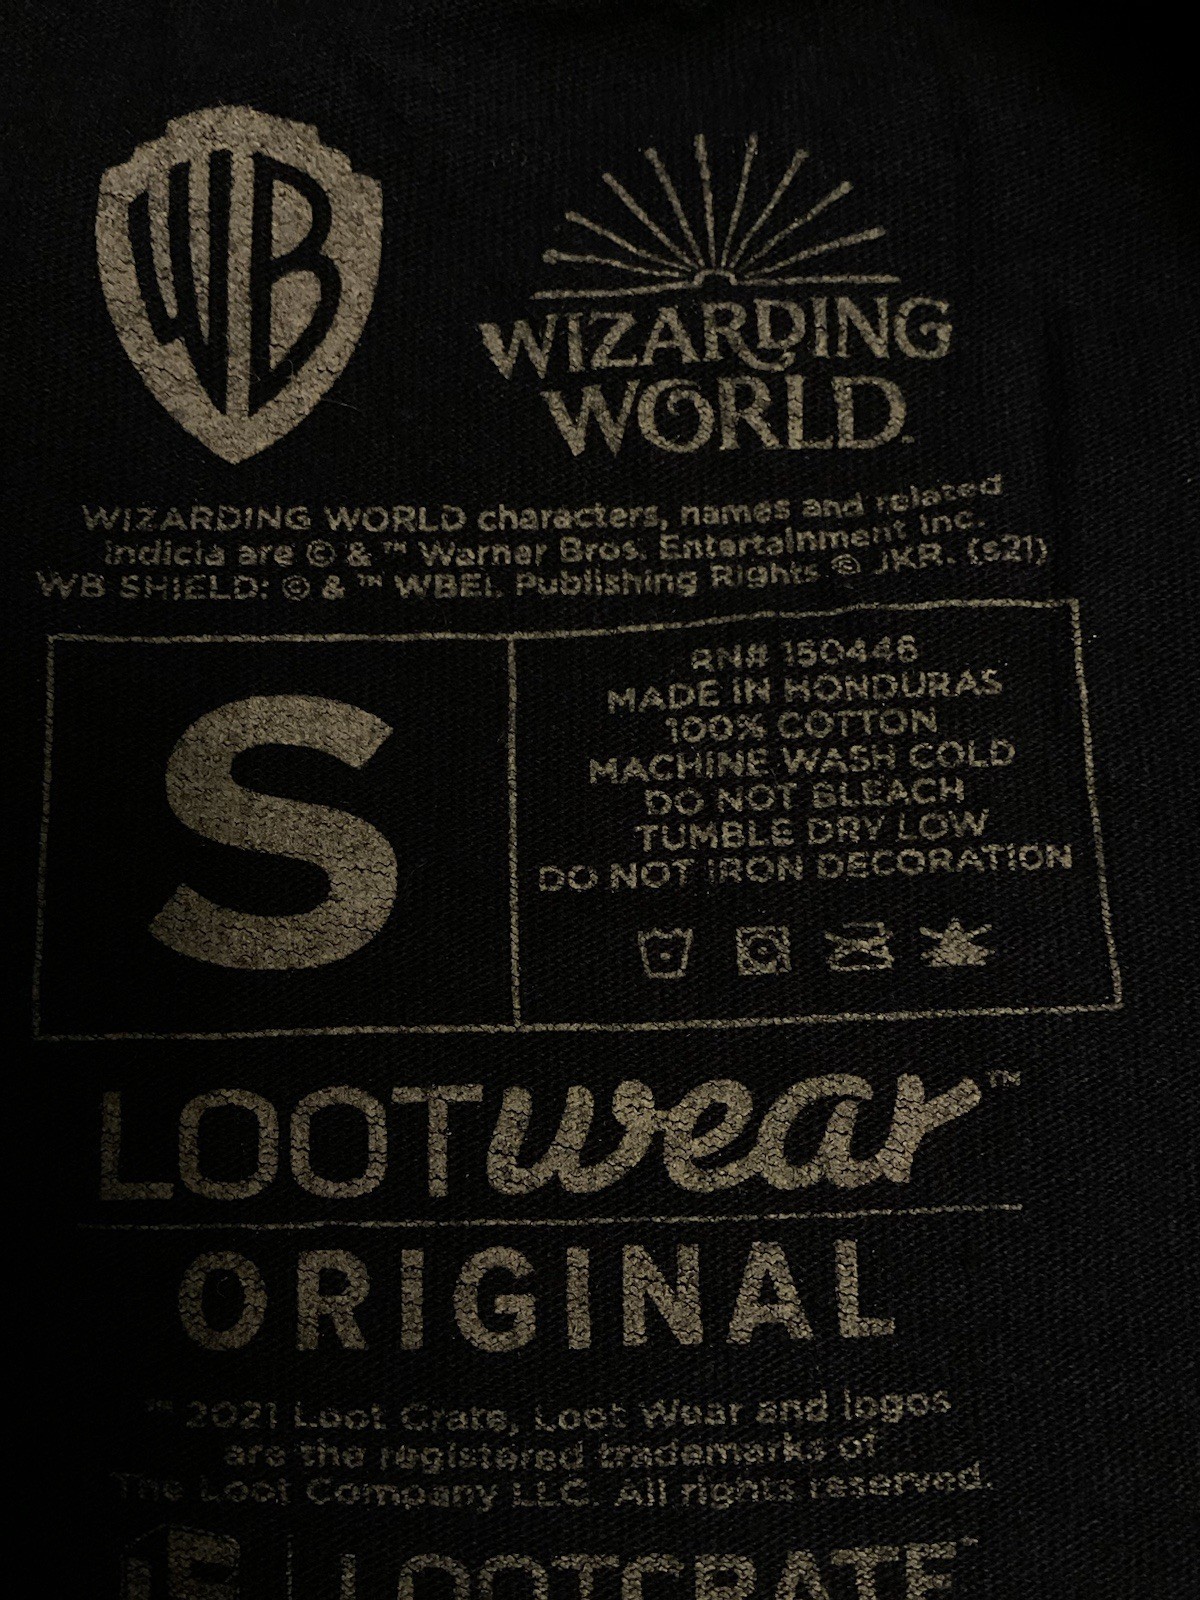 WB
WIZARDING
WORLD
WIZARDING WORLD characters, names and related
indicia are © & ™ Warner Bros. Entertainment Inc.
WB SHIELD: © & ™ WBEI. Publishing Rights © JKR. (s21)
S
RN# 150446
MADE IN HONDURAS
100% COTTON
MACHINE WASH COLD
DO NOT BLEACH
TUMBLE DRY LOW
DO NOT IRON DECORATION
LOOTwear™
ORIGINAL
™ 2021 Loot Crate, Loot Wear and logos
are the registered trademarks of
The Loot Company LLC. All rights reserved.
LOOTCRATE